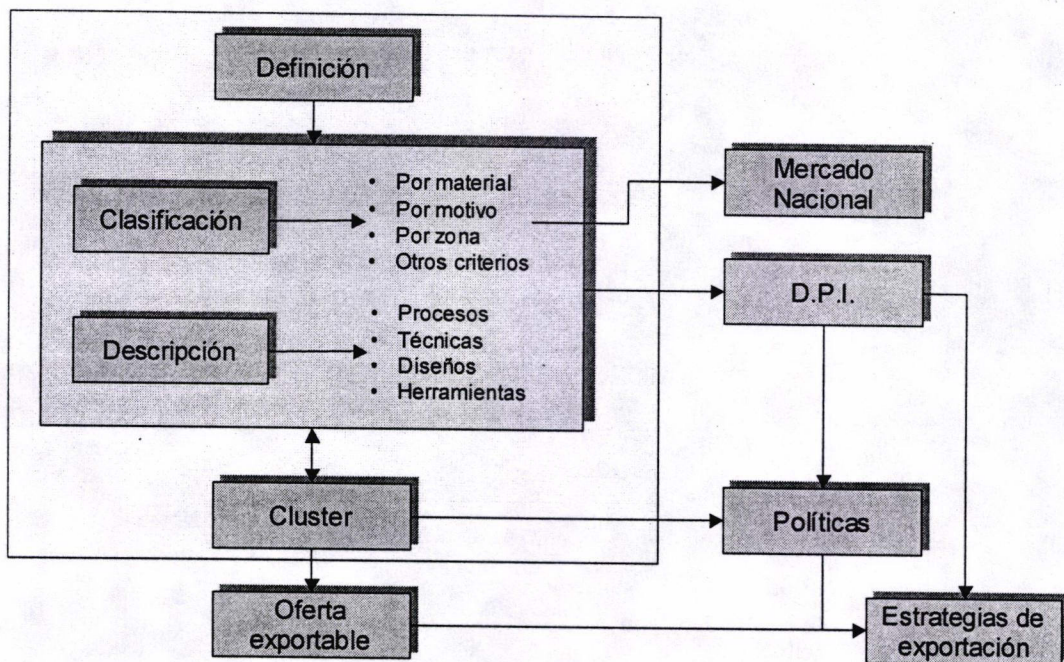 Definición
Clasificación
• Por material
• Por motivo
• Por zona
• Otros criterios
Descripción
• Procesos
• Técnicas
• Diseños
• Herramientas
Mercado
Nacional
D.P.I.
Cluster
Políticas
Oferta
exportable
Estrategias de
exportación